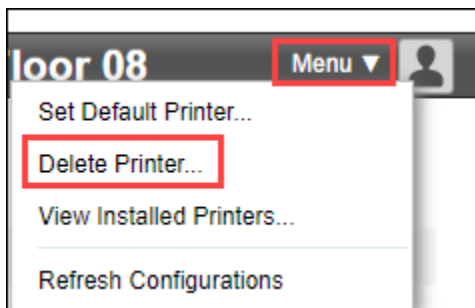 loor 08 Menu ▼
Set Default Printer...
Delete Printer...
View Installed Printers...
Refresh Configurations